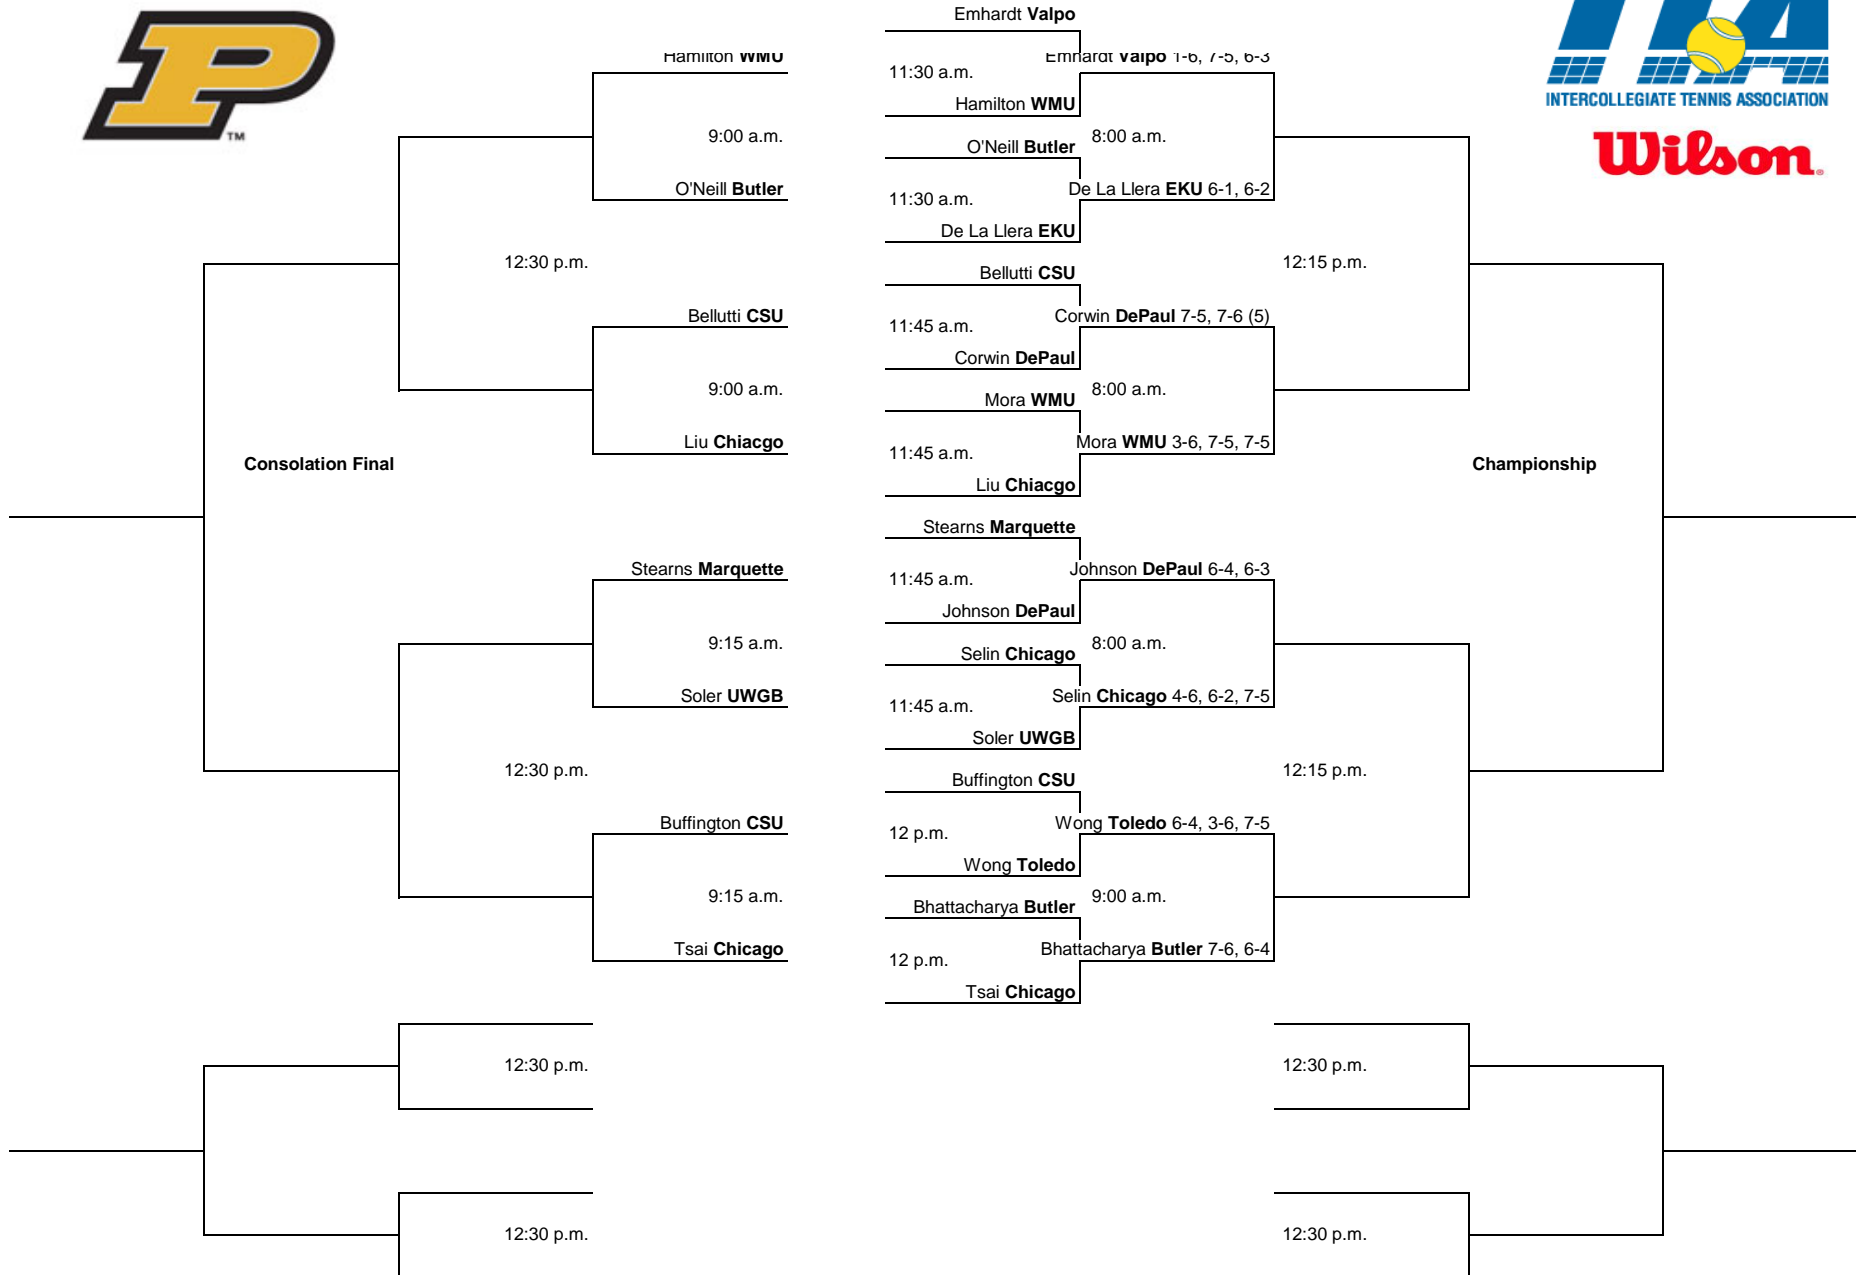 Emhardt Valpo
Hamilton WMU
11:30 a.m.
Emhardt Valpo 1-6, 7-5, 6-3
Hamilton WMU
INTERCOLLEGIATE TENNIS ASSOCIATION
9:00 a.m.
O'Neill Butler
8:00 a.m.
Wilson
O'Neill Butler
11:30 a.m.
De La Llera EKU 6-1, 6-2
De La Llera EKU
12:30 p.m.
Bellutti CSU
12:15 p.m.
Bellutti CSU
11:45 a.m.
Corwin DePaul 7-5, 7-6 (5)
Corwin DePaul
9:00 a.m.
Mora WMU
8:00 a.m.
Liu Chiacgo
11:45 a.m.
Mora WMU 3-6, 7-5, 7-5
Consolation Final
Championship
Liu Chiacgo
Stearns Marquette
Stearns Marquette
11:45 a.m.
Johnson DePaul 6-4, 6-3
Johnson DePaul
9:15 a.m.
Selin Chicago
8:00 a.m.
Soler UWGB
11:45 a.m.
Selin Chicago 4-6, 6-2, 7-5
Soler UWGB
12:30 p.m.
Buffington CSU
12:15 p.m.
Buffington CSU
12 p.m.
Wong Toledo 6-4, 3-6, 7-5
Wong Toledo
9:15 a.m.
Bhattacharya Butler
9:00 a.m.
Tsai Chicago
12 p.m.
Bhattacharya Butler 7-6, 6-4
Tsai Chicago
12:30 p.m.
12:30 p.m.
12:30 p.m.
12:30 p.m.
P
TM
ITA